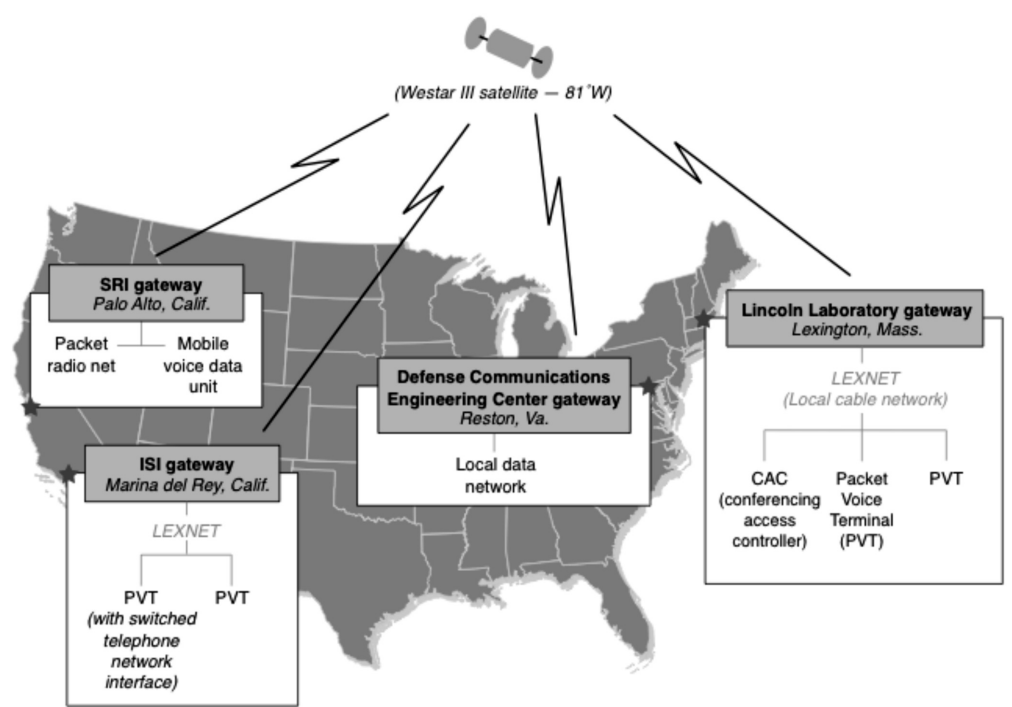 (Westar III satellite — 81˚W)
SRI gateway
Palo Alto, Calif.
Packet
radio net
Mobile
voice data
unit
ISI gateway
Marina del Rey, Calif.
LEXNET
PVT
(with switched
telephone
network
interface)
PVT
Defense Communications
Engineering Center gateway
Reston, Va.
Local data
network
Lincoln Laboratory gateway
Lexington, Mass.
LEXNET
(Local cable network)
CAC
(conferencing
access
controller)
Packet
Voice
Terminal
(PVT)
PVT